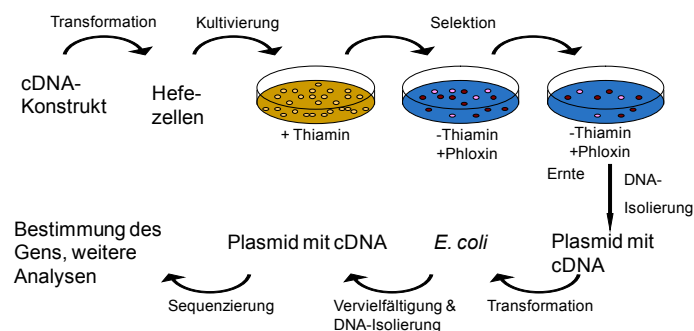 Transformation
Kultivierung
Selektion
cDNA-
Konstrukt
Hefe-
zellen
+ Thiamin
-Thiamin
+Phloxin
-Thiamin
+Phloxin
Ernte
DNA-
Isolierung
Plasmid mit
cDNA
Transformation
E. coli
Vervielfältigung &
DNA-Isolierung
Plasmid mit cDNA
Sequenzierung
Bestimmung des
Gens, weitere
Analysen